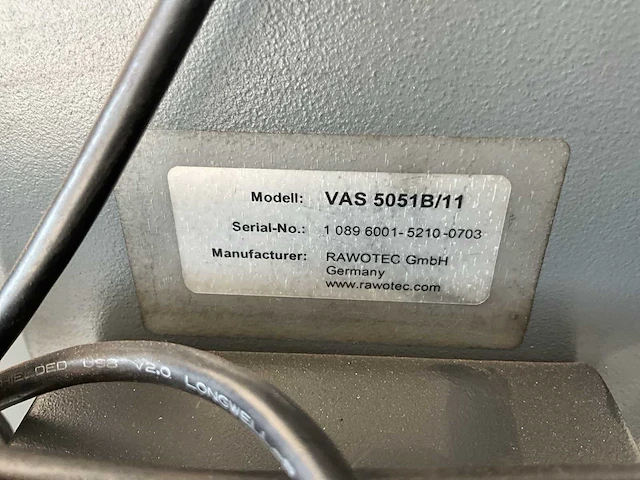 Modell: VAS 5051B/11
Serial-No.: 1 089 6001- 5210 -0703
Manufacturer: RAWOTEC GmbH
Germany
www.rawotec.com
USB V2.0 LONGWELL